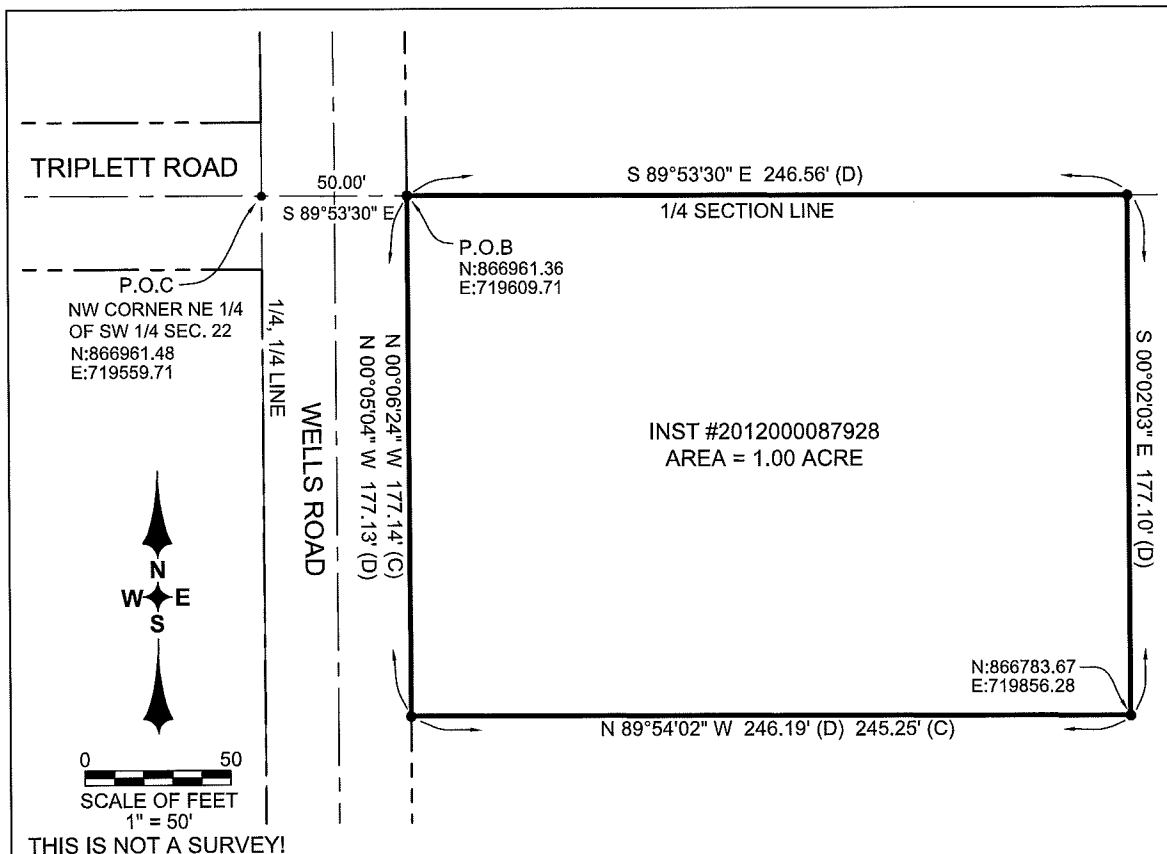 TRIPLETT ROAD
50.00'
S 89°53'30" E
S 89°53'30" E 246.56' (D)
1/4 SECTION LINE
P.O.B
N:866961.36
E:719609.71
P.O.C
NW CORNER NE 1/4
OF SW 1/4 SEC. 22
N:866961.48
E:719559.71
1/4, 1/4 LINE
WELLS ROAD
N 00°06'24" W 177.14' (C)
N 00°05'04" W 177.13' (D)
INST #2012000087928
AREA = 1.00 ACRE
S 00°02'03" E 177.10' (D)
N
W E
S
N:866783.67
E:719856.28
N 89°54'02" W 246.19' (D) 245.25' (C)
0 50
SCALE OF FEET
1" = 50'
THIS IS NOT A SURVEY!